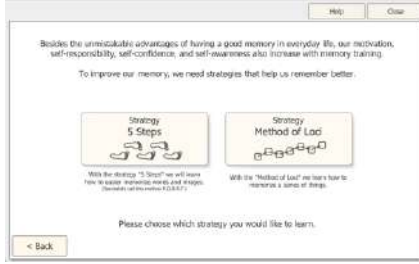 Help Close
Besides the unmistakable advantages of having a good memory in everyday life, our motivation,
self-responsibility, self-confidence, and self-awareness also increase with memory training.
To improve our memory, we need strategies that help us remember better.
Strategy
5 Steps
Strategy
Method of Loci
With the strategy "5 Steps" we will learn
how to easier memorize words and images.
With the "Method of Loci" we learn how to
memorize a series of things.
Please choose which strategy you would like to learn.
< Back